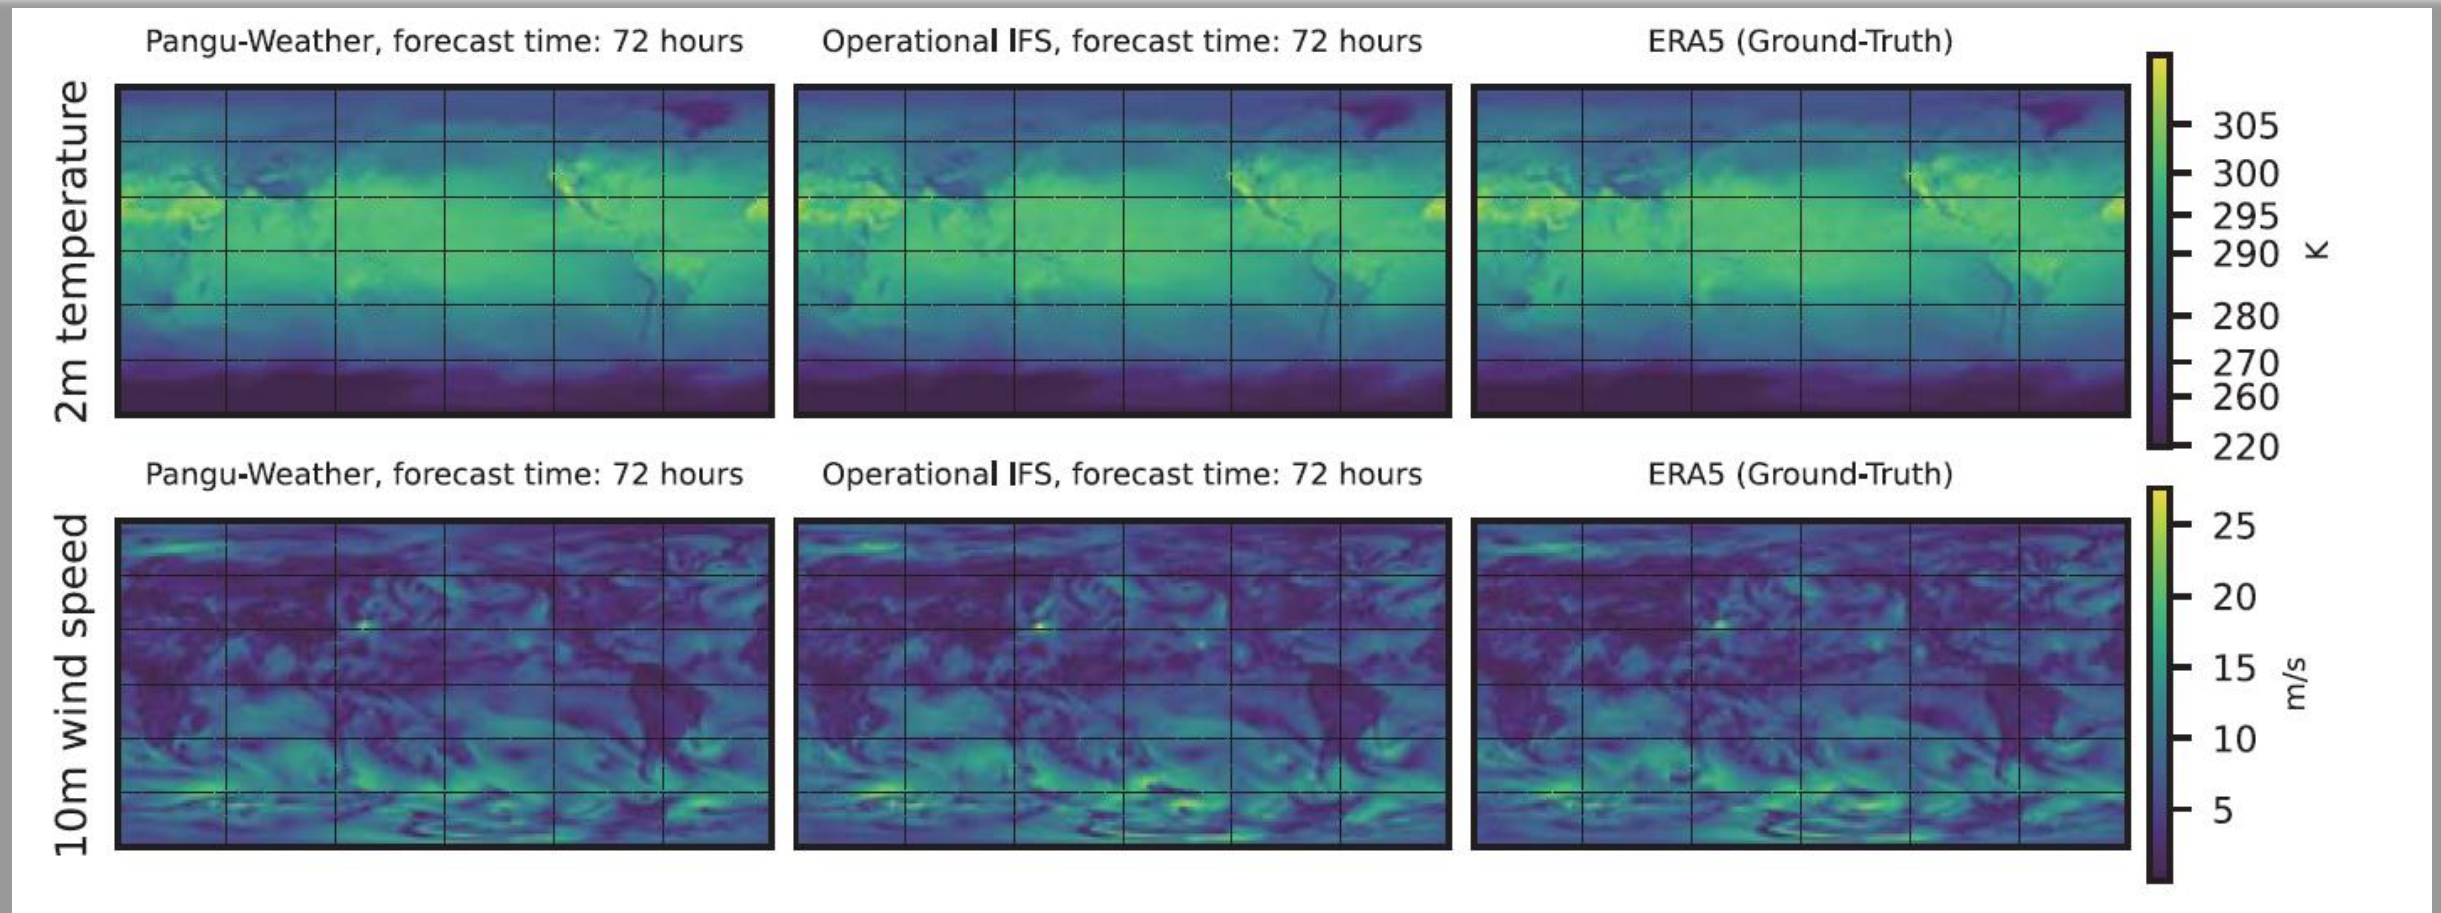 Pangu-Weather, forecast time: 72 hours
Operational IFS, forecast time: 72 hours
ERA5 (Ground-Truth)
2m temperature
305
300
295
290
280
270
260
220
K
Pangu-Weather, forecast time: 72 hours
Operational IFS, forecast time: 72 hours
ERA5 (Ground-Truth)
10m wind speed
25
20
15
10
5
m/s